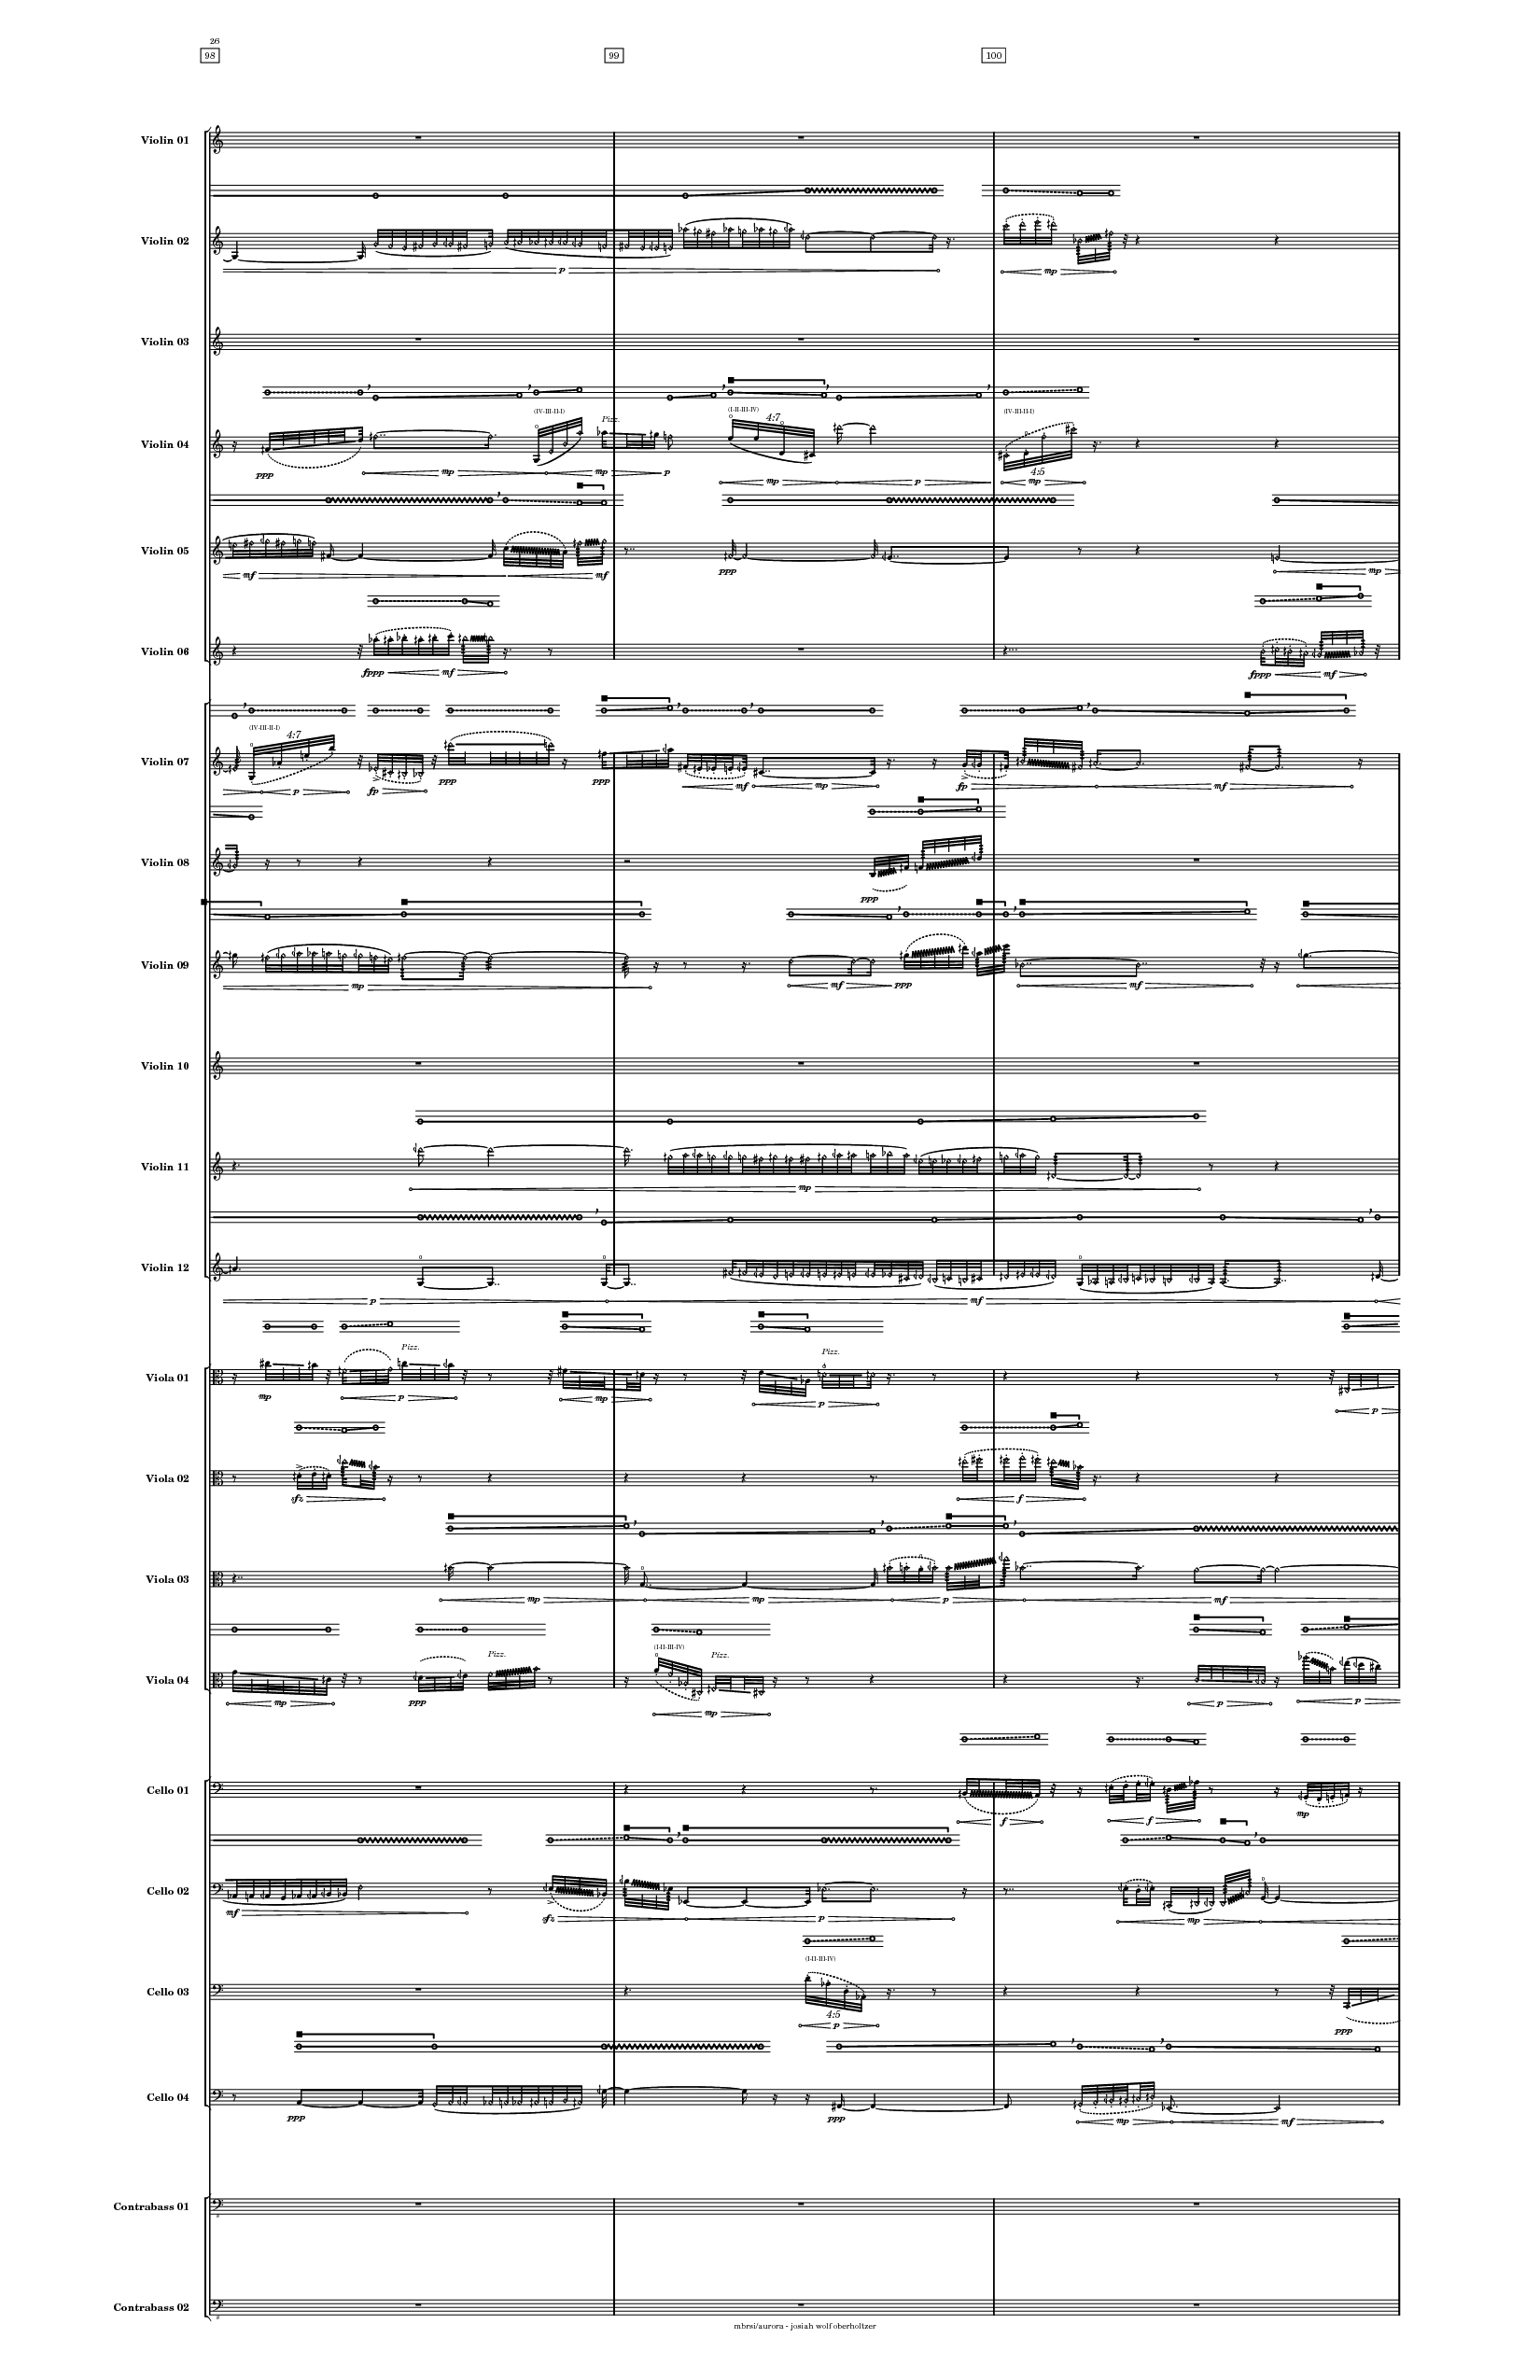 26
98 99 100
Violin 01
Violin 02
p mp
Violin 03
(IV-III-II-I) Pizz. (I-II-III-IV) 4:7 (IV-III-II-I)
Violin 04
ppp mp mp p mp p mp 4:5
Violin 05
mf mf ppp mp
Violin 06
fppp mf fppp mf
(IV-III-II-I) 4:7
Violin 07
p fp ppp ppp mf mp fp mf
Violin 08
ppp
Violin 09
mp mf ppp mf
Violin 10
Violin 11
mp
Violin 12
p mf
Pizz. Pizz.
Viola 01
mp p mp p p
Viola 02
sfz f
Viola 03
mp mp p mf
Pizz. (I-II-III-IV) Pizz.
Viola 04
mp ppp mp p p
Cello 01
f f mp
Cello 02
mf sfz p mp
(I-II-III-IV)
Cello 03
4:5
p ppp
Cello 04
ppp ppp mp mf
Contrabass 01
Contrabass 02
mbrsi/aurora - josiah wolf oberholtzer